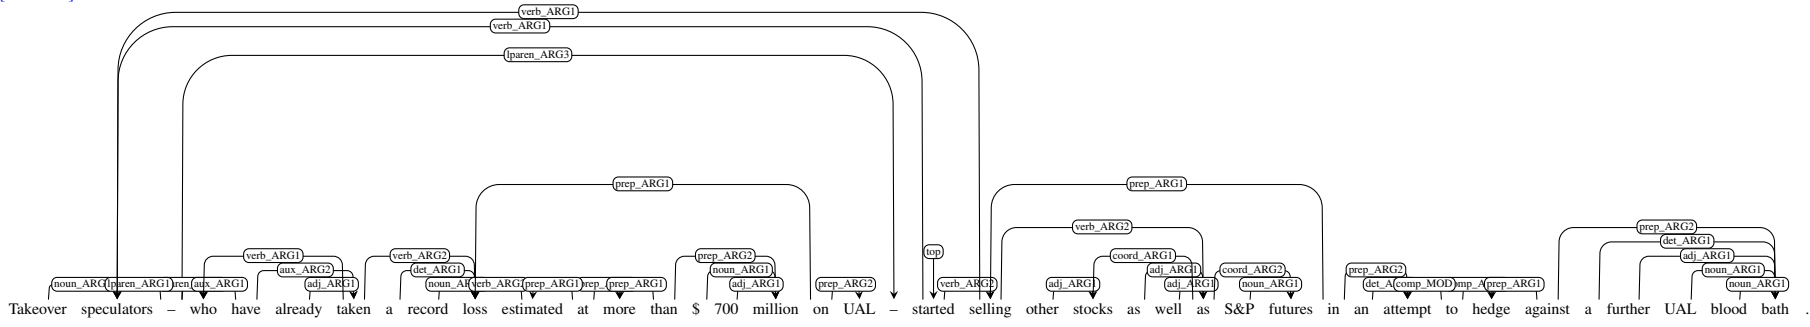 verb_ARG1
verb_ARG1
lparen_ARG3
prep_ARG1 prep_ARG1
verb_ARG2 prep_ARG2
det_ARG1
top
verb_ARG1 verb_ARG2 prep_ARG2 coord_ARG1 adj_ARG1
aux_ARG2 det_ARG1 noun_ARG1 adj_ARG1 coord_ARG2 prep_ARG2 noun_ARG1
lparen_ARG1 aux_ARG1 adj_ARG1 verb_ARG2 prep_ARG1 prep_ARG1 adj_ARG1 prep_ARG2 verb_ARG2 adj_ARG1 adj_ARG1 noun_ARG1 comp_MOD prep_ARG1 noun_ARG1
Takeover speculators – who have already taken a record loss estimated at more than $ 700 million on UAL – started selling other stocks as well as S&P futures in an attempt to hedge against a further UAL blood bath .